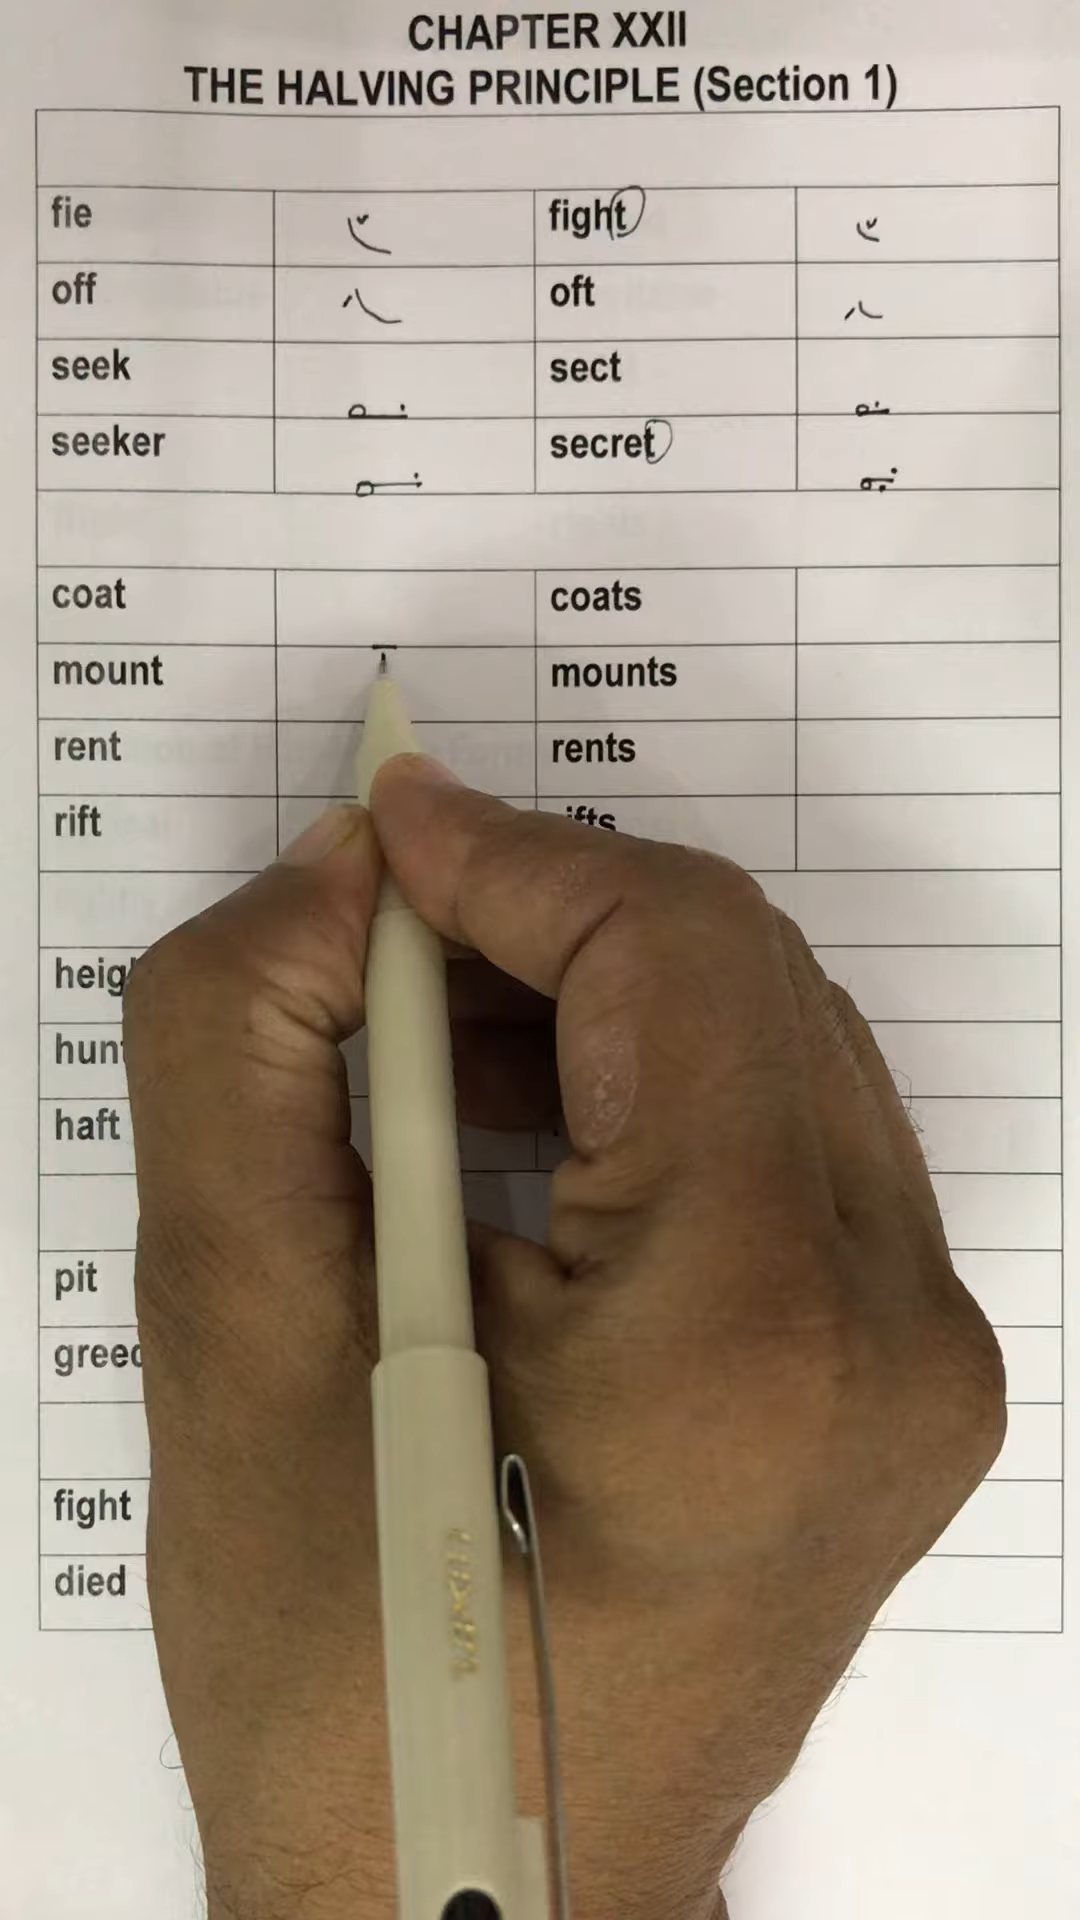 CHAPTER XXII
THE HALVING PRINCIPLE (Section 1)
fie fight
off oft
seek sect
seeker secret
coat coats
mount mounts
rent rents
rift
haft
pit
fight
died